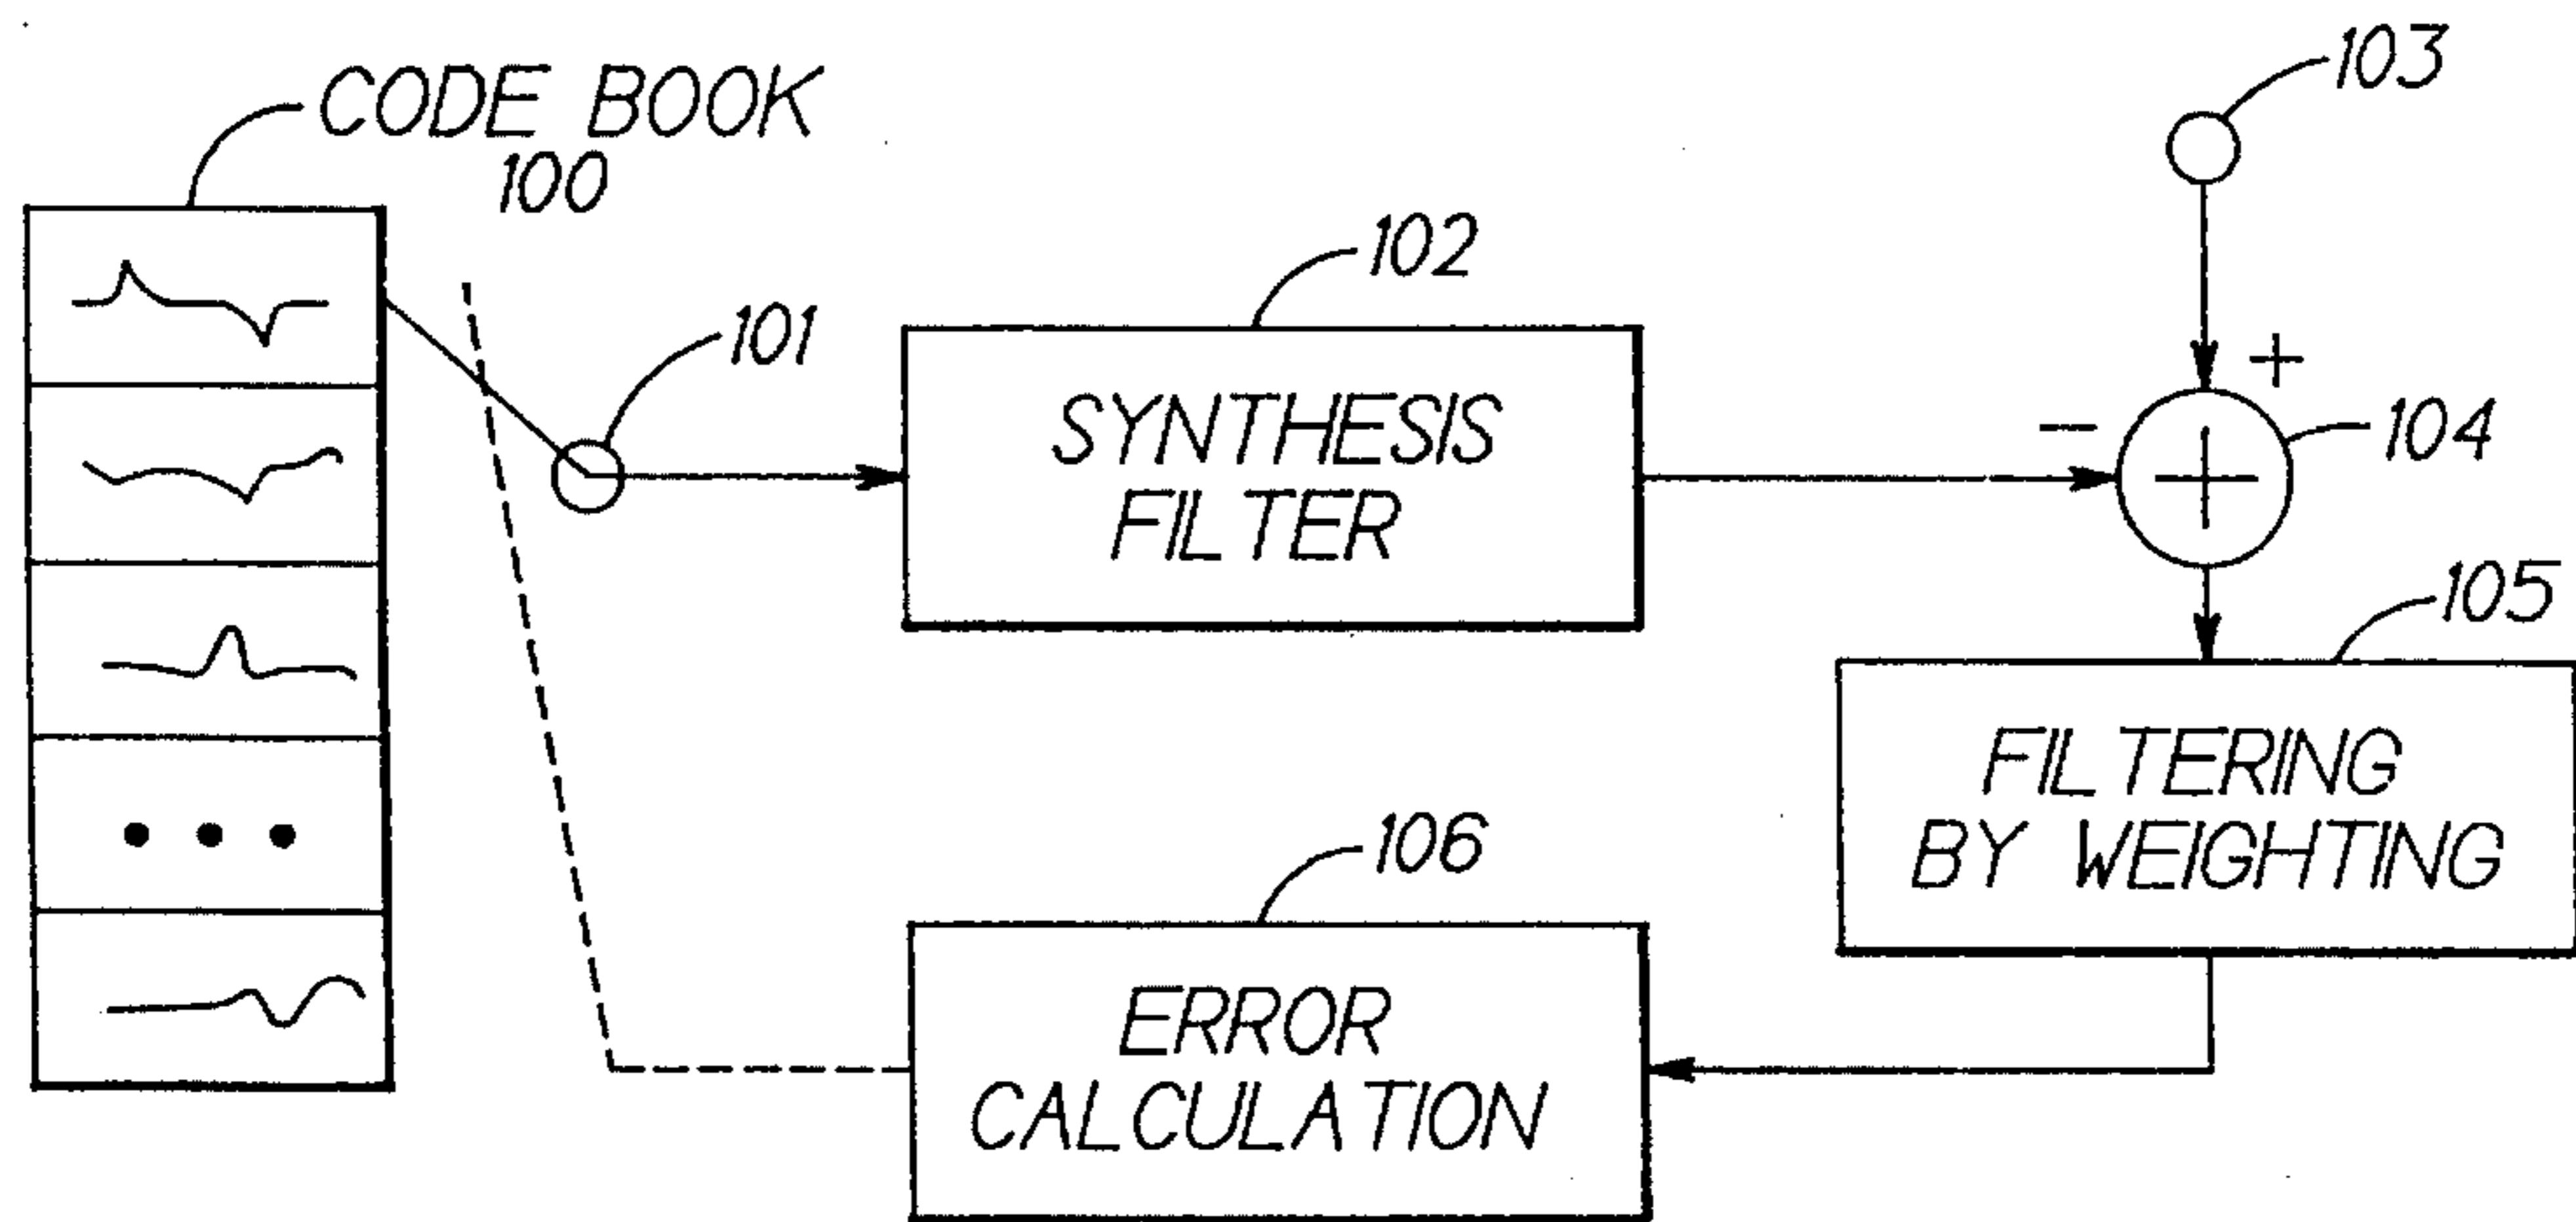 CODE BOOK
100
101
102
SYNTHESIS
FILTER
103
+
−
104
105
FILTERING
BY WEIGHTING
106
ERROR
CALCULATION